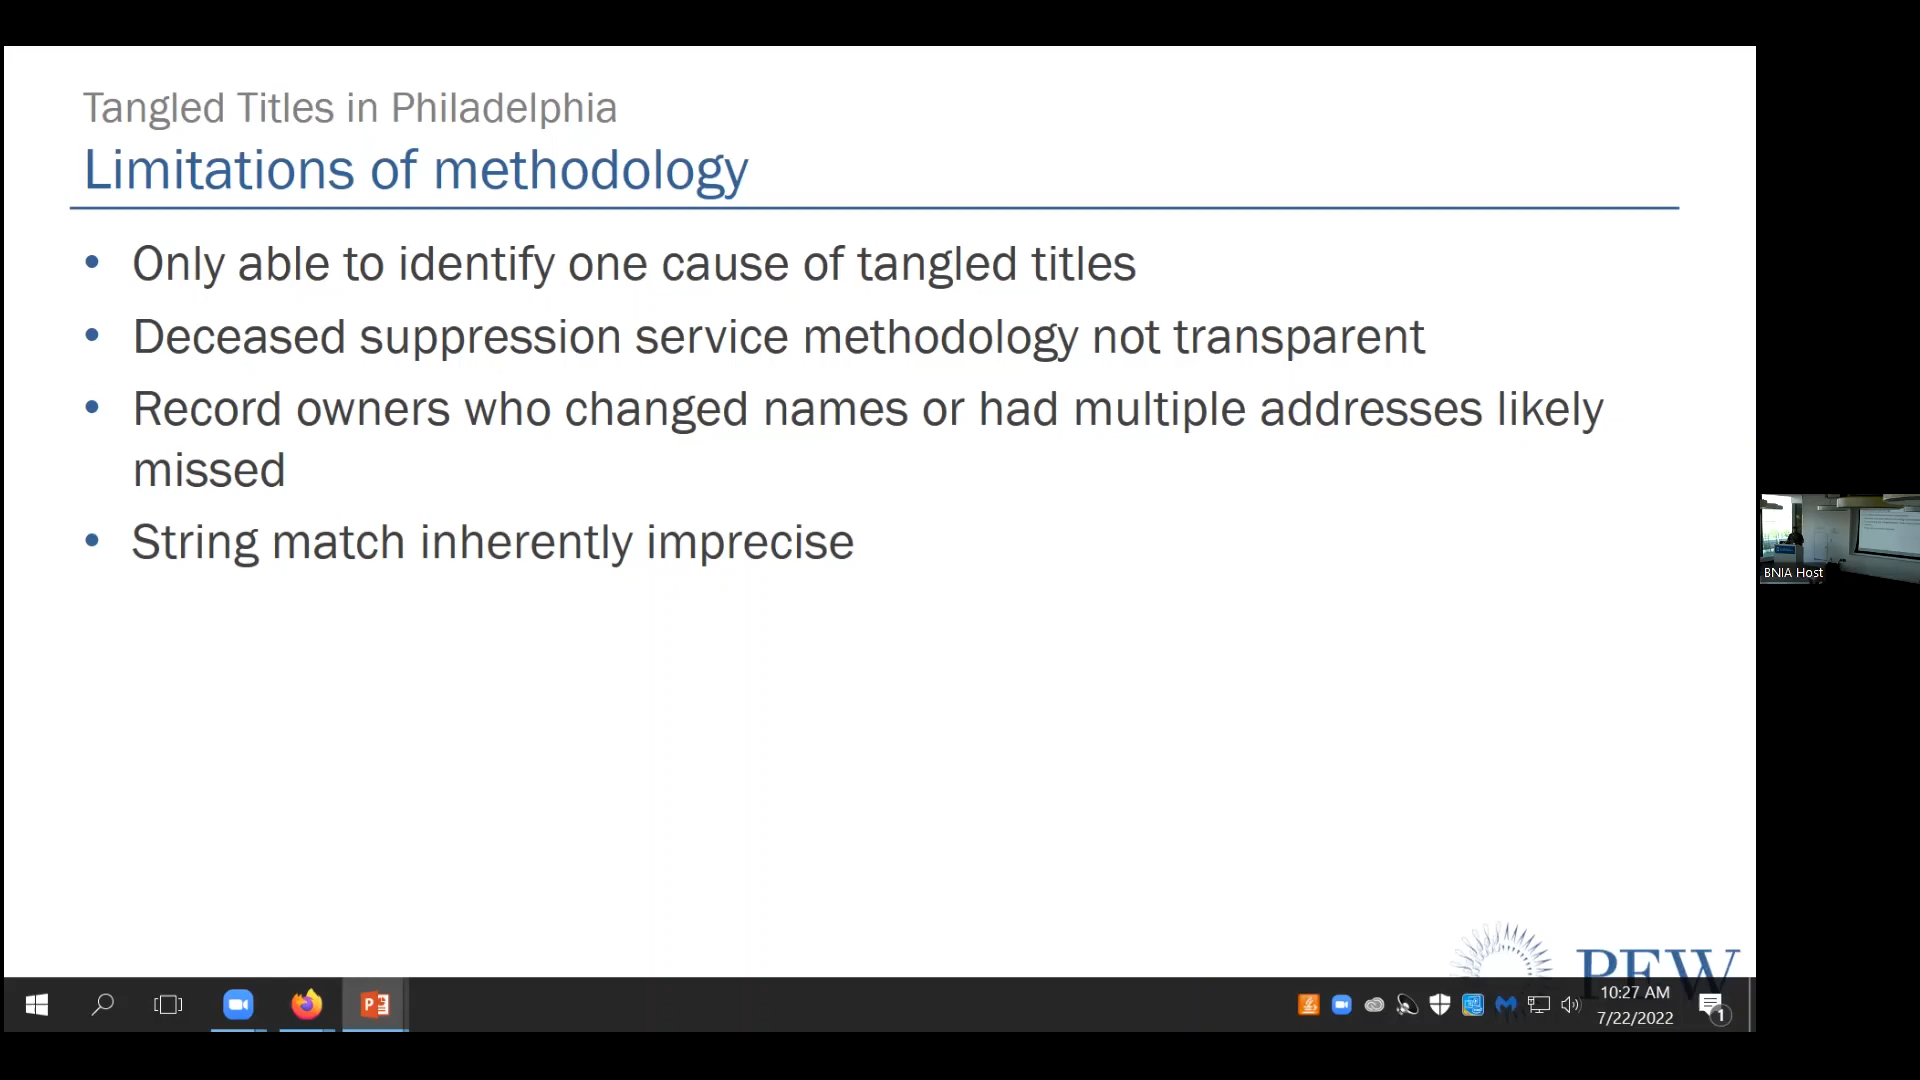 Tangled Titles in Philadelphia
Limitations of methodology
• Only able to identify one cause of tangled titles
• Deceased suppression service methodology not transparent
• Record owners who changed names or had multiple addresses likely
missed
• String match inherently imprecise
BNIA Host
PEW
10:27 AM
7/22/2022
1